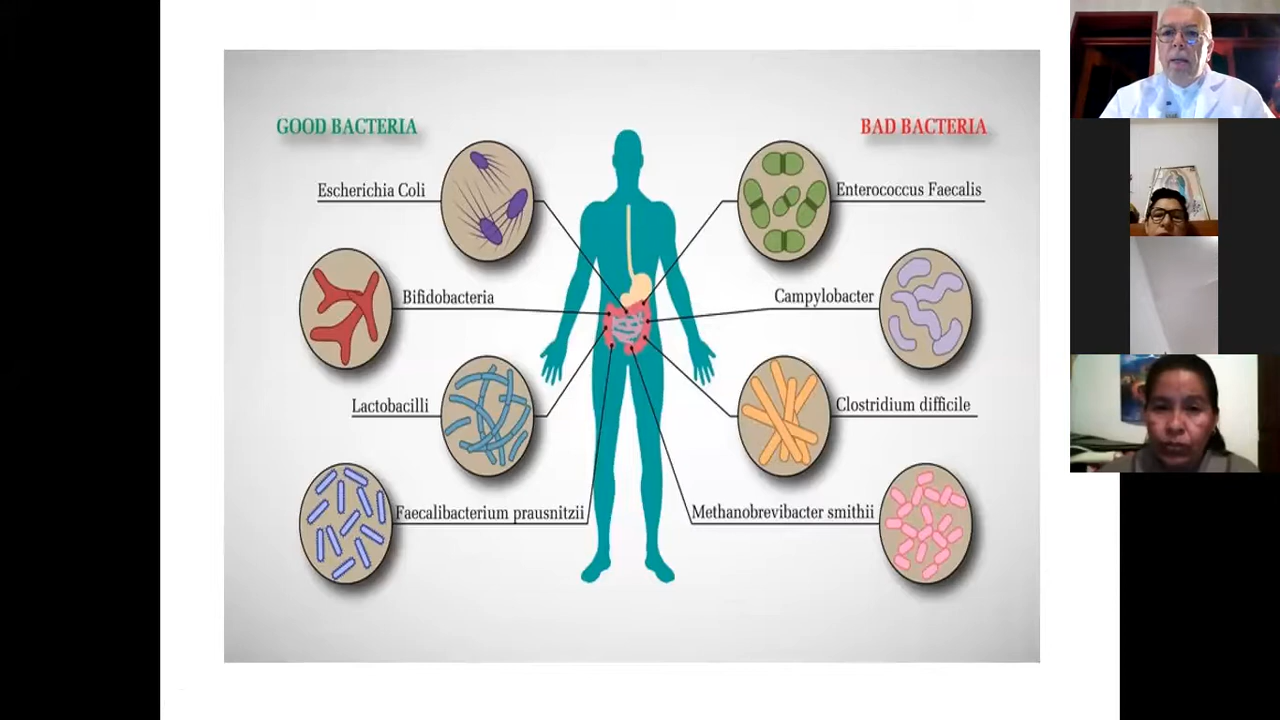 GOOD BACTERIA
BAD BACTERIA
Escherichia Coli
Enterococcus Faecalis
Bifidobacteria
Campylobacter
Lactobacilli
Clostridium difficile
Faecalibacterium prausnitzii
Methanobrevibacter smithii